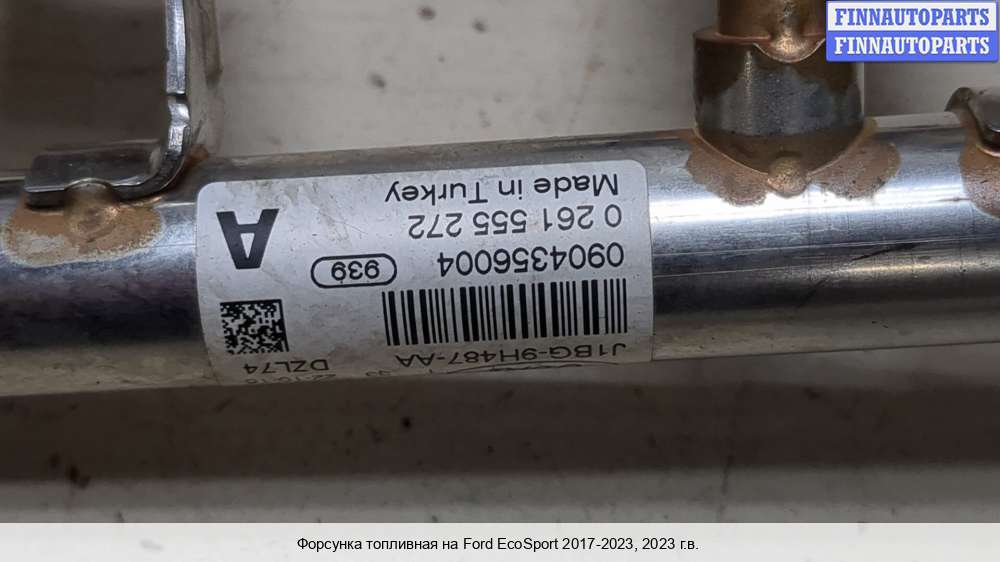 FINNAUTOPARTS
FINNAUTOPARTS
J1BG-9H487-AA
DZL74
0904356004
939
0 261 555 272
Made in Turkey
A
Форсунка топливная на Ford EcoSport 2017-2023, 2023 г.в.